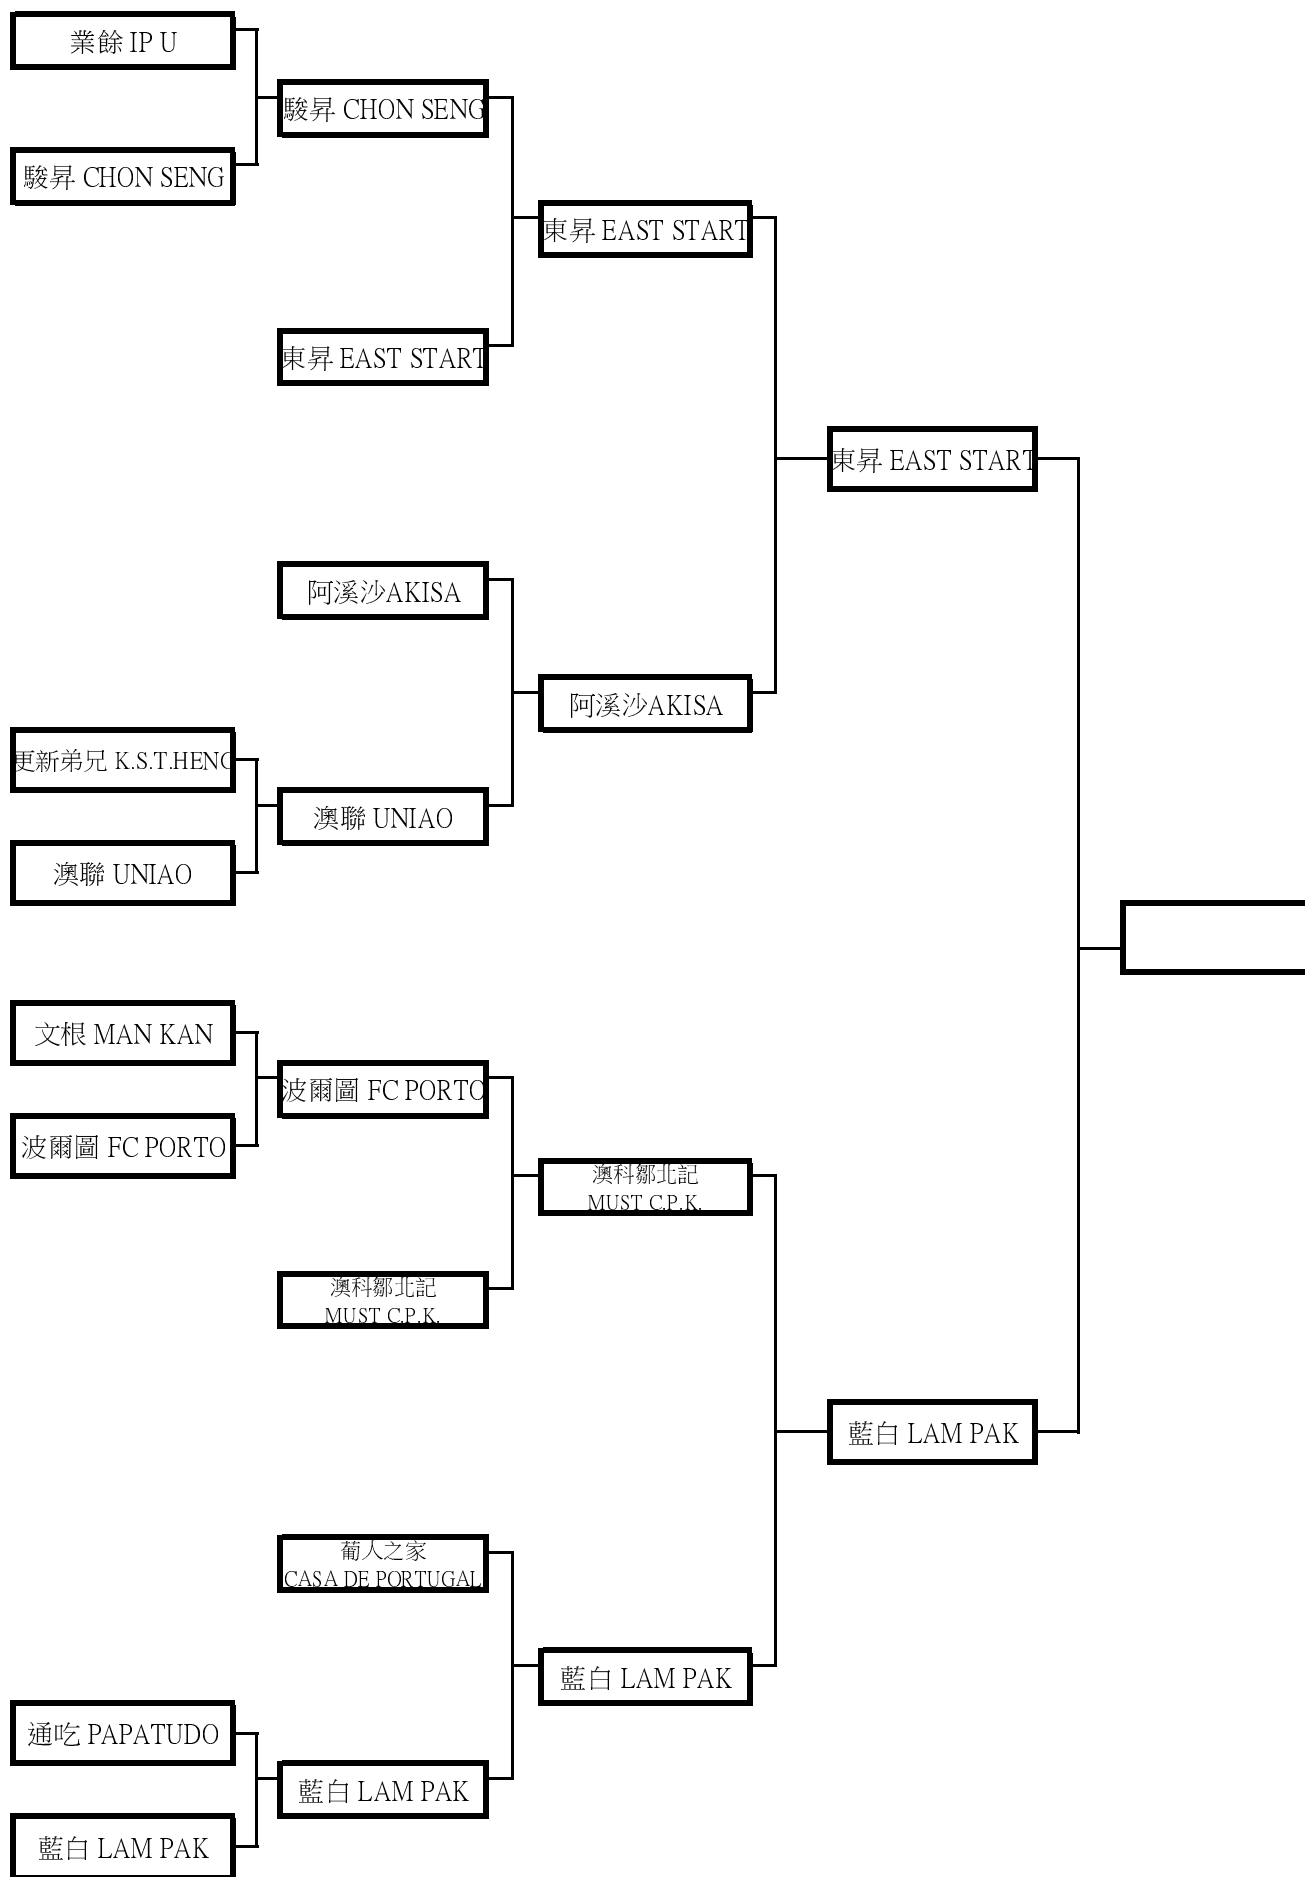 業餘 IP U
駿昇 CHON SENG
駿昇 CHON SENG
東昇 EAST START
東昇 EAST START
東昇 EAST START
阿溪沙AKISA
阿溪沙AKISA
更新弟兄 K.S.T.HENG
澳聯 UNIAO
澳聯 UNIAO
文根 MAN KAN
波爾圖 FC PORTO
波爾圖 FC PORTO
澳科鄒北記
MUST C.P.K.
澳科鄒北記
MUST C.P.K.
藍白 LAM PAK
葡人之家
CASA DE PORTUGAL
藍白 LAM PAK
通吃 PAPATUDO
藍白 LAM PAK
藍白 LAM PAK